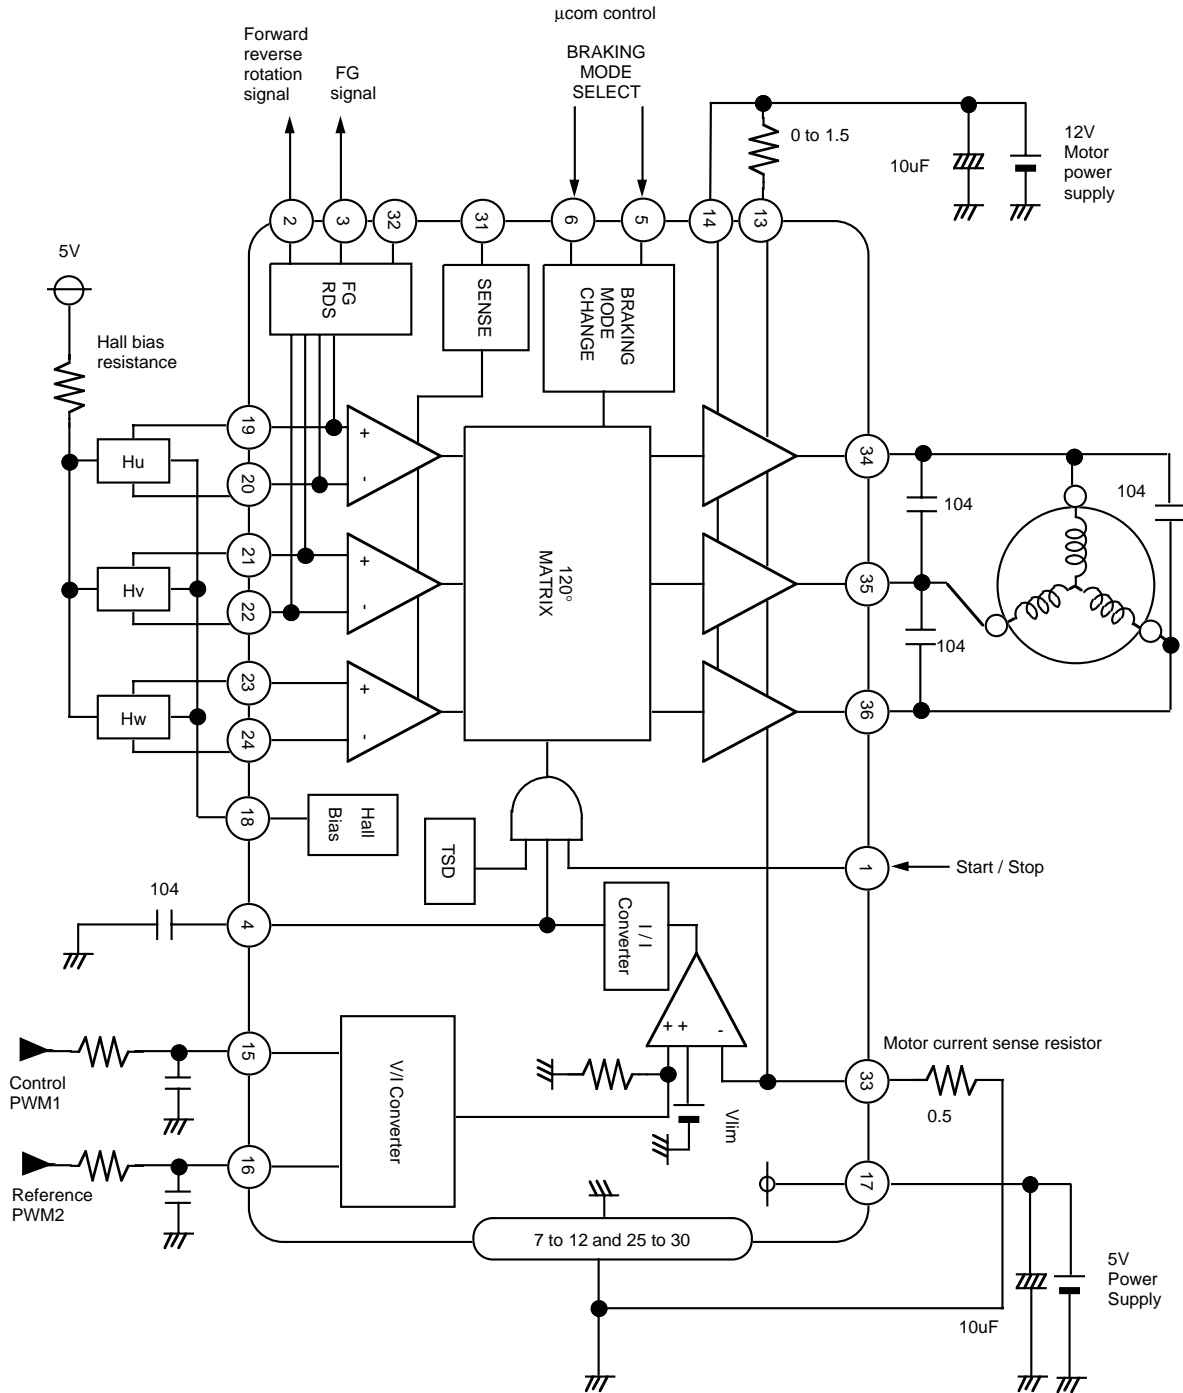 μcom control
Forward
reverse
rotation
signal
FG
signal
BRAKING
MODE
SELECT
0 to 1.5
10uF
12V
Motor
power
supply
2
3
32
31
6
5
14
13
5V
FG
RDS
SENSE
BRAKING
MODE
CHANGE
Hall bias
resistance
19
+
Hu
20
-
34
104
104
21
+
Hv
22
-
120°
MATRIX
35
104
23
+
Hw
24
-
36
18
Hall
Bias
TSD
1
Start / Stop
104
4
I / I
Converter
+ +
-
15
Control
PWM1
V/I Converter
Vlim
33
Motor current sense resistor
0.5
16
Reference
PWM2
17
7 to 12 and 25 to 30
5V
Power
Supply
10uF